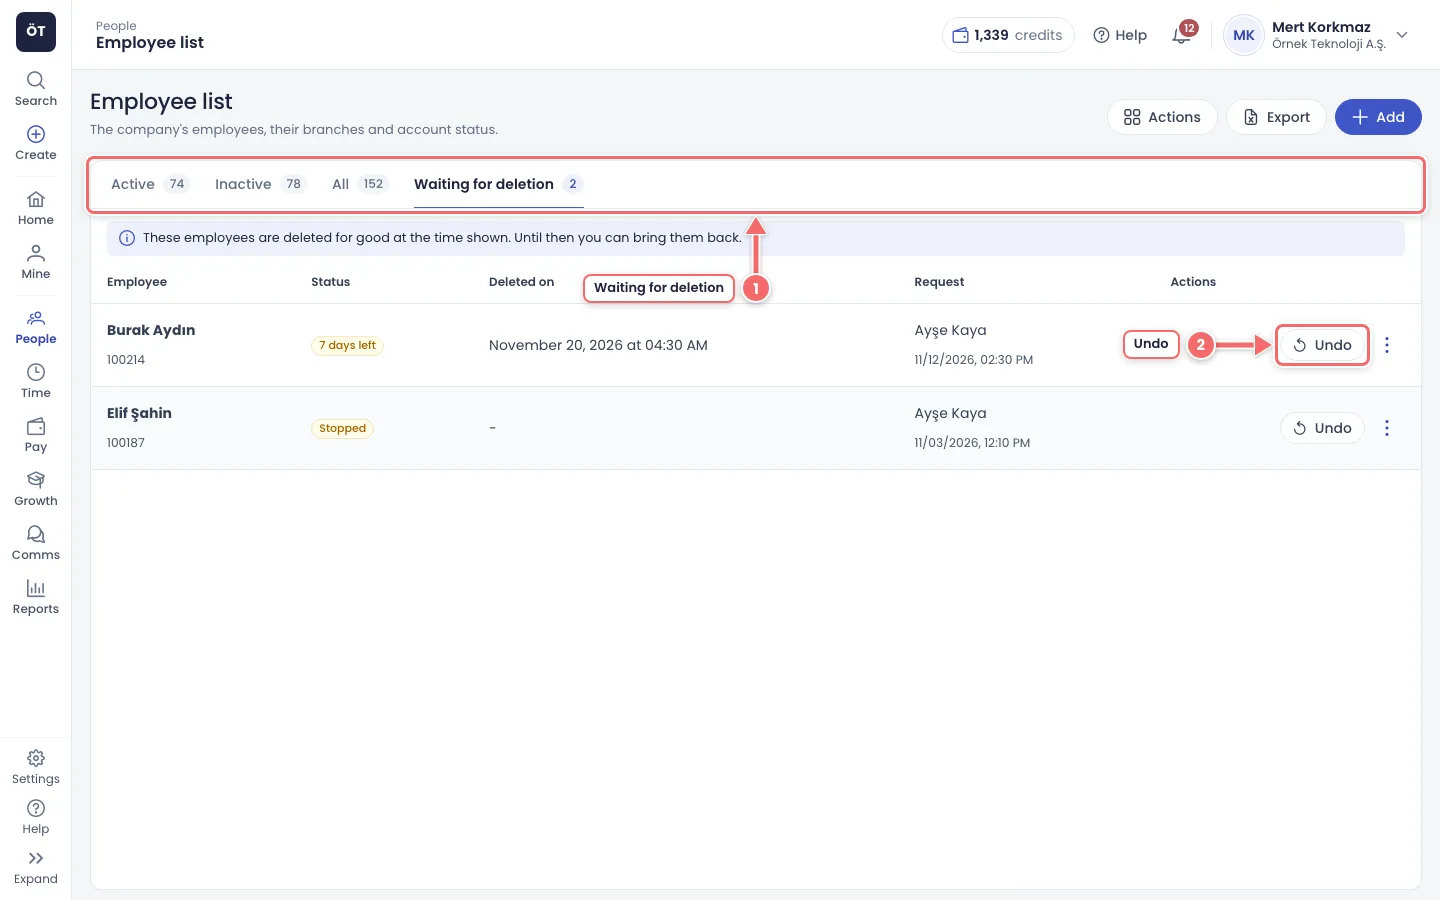 ÖT
Search
Create
Home
Mine
People
Time
Pay
Growth
Comms
Reports
Settings
Help
Expand
People
Employee list
1,339 credits
Help
12
MK
Mert Korkmaz
Örnek Teknoloji A.Ş.
Employee list
The company's employees, their branches and account status.
Actions
Export
Add
Active 74
Inactive 78
All 152
Waiting for deletion 2
These employees are deleted for good at the time shown. Until then you can bring them back.
Employee
Status
Deleted on
Waiting for deletion
1
Request
Actions
Burak Aydın
100214
7 days left
November 20, 2026 at 04:30 AM
Ayşe Kaya
11/12/2026, 02:30 PM
Undo
2
Undo
Elif Şahin
100187
Stopped
-
Ayşe Kaya
11/03/2026, 12:10 PM
Undo